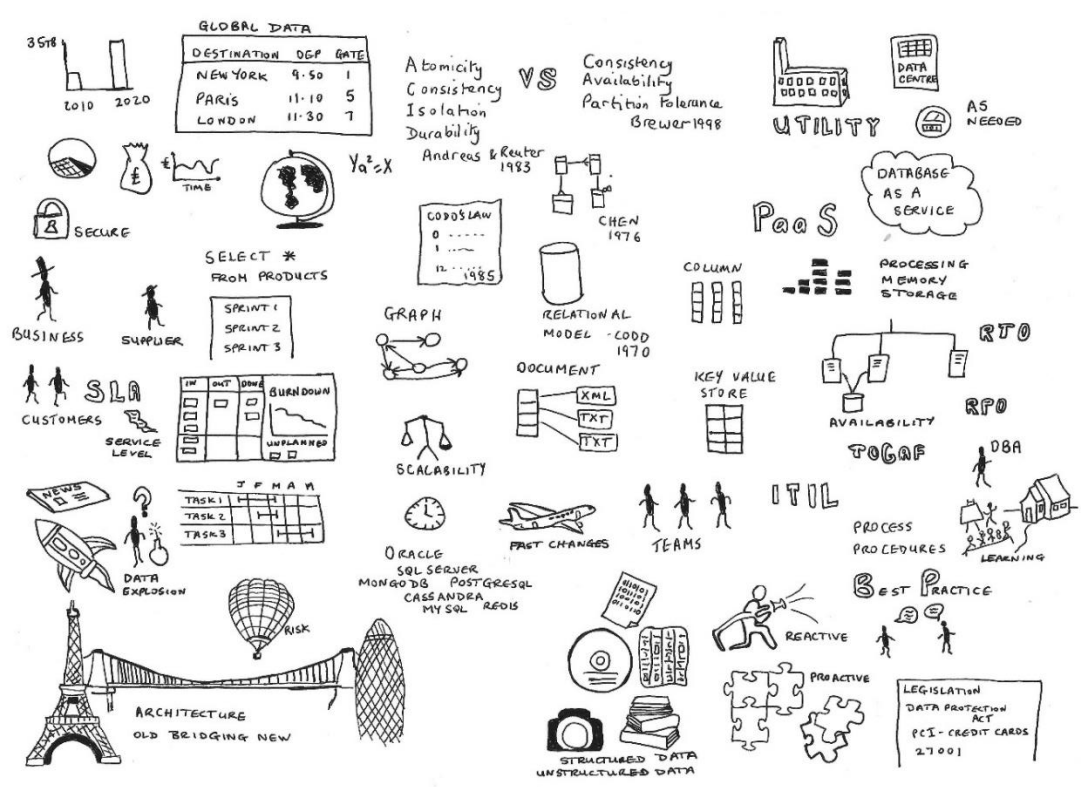 GLOBAL DATA
35TB
2010 2020
DESTINATION DEP GATE
NEW YORK 9.50 1
PARIS 11.10 5
LONDON 11.30 7
Atomicity
Consistency
Isolation
Durability
Andreas & Reuter
1983
VS
Consistency
Availability
Partition tolerance
Brewer 1998
UTILITY
DATA
CENTRE
AS
NEEDED
£
£
TIME
Ya²=X
SECURE
CODD'S LAW
0 ......
1
12 ......
1985
CHEN
1976
PaaS
DATABASE
AS A
SERVICE
SELECT *
FROM PRODUCTS
BUSINESS
SUPPLIER
SPRINT 1
SPRINT 2
SPRINT 3
GRAPH
RELATIONAL
MODEL - CODD
1970
COLUMN
PROCESSING
MEMORY
STORAGE
RTO
CUSTOMERS
SLA
SERVICE
LEVEL
IN OUT DONE
BURNDOWN
UNPLANNED
SCALABILITY
DOCUMENT
XML
TXT
TXT
KEY VALUE
STORE
AVAILABILITY
RPO
TOGAF
DBA
NEWS
?
DATA
EXPLOSION
J F M A M
TASK 1
TASK 2
TASK 3
ORACLE
SQL SERVER
MONGODB POSTGRESQL
CASSANDRA
MYSQL REDIS
FAST CHANGES
TEAMS
ITIL
PROCESS
PROCEDURES
LEARNING
BEST PRACTICE
RISK
ARCHITECTURE
OLD BRIDGING NEW
STRUCTURED DATA
UNSTRUCTURED DATA
REACTIVE
PROACTIVE
LEGISLATION
DATA PROTECTION
ACT
PCI - CREDIT CARDS
27001